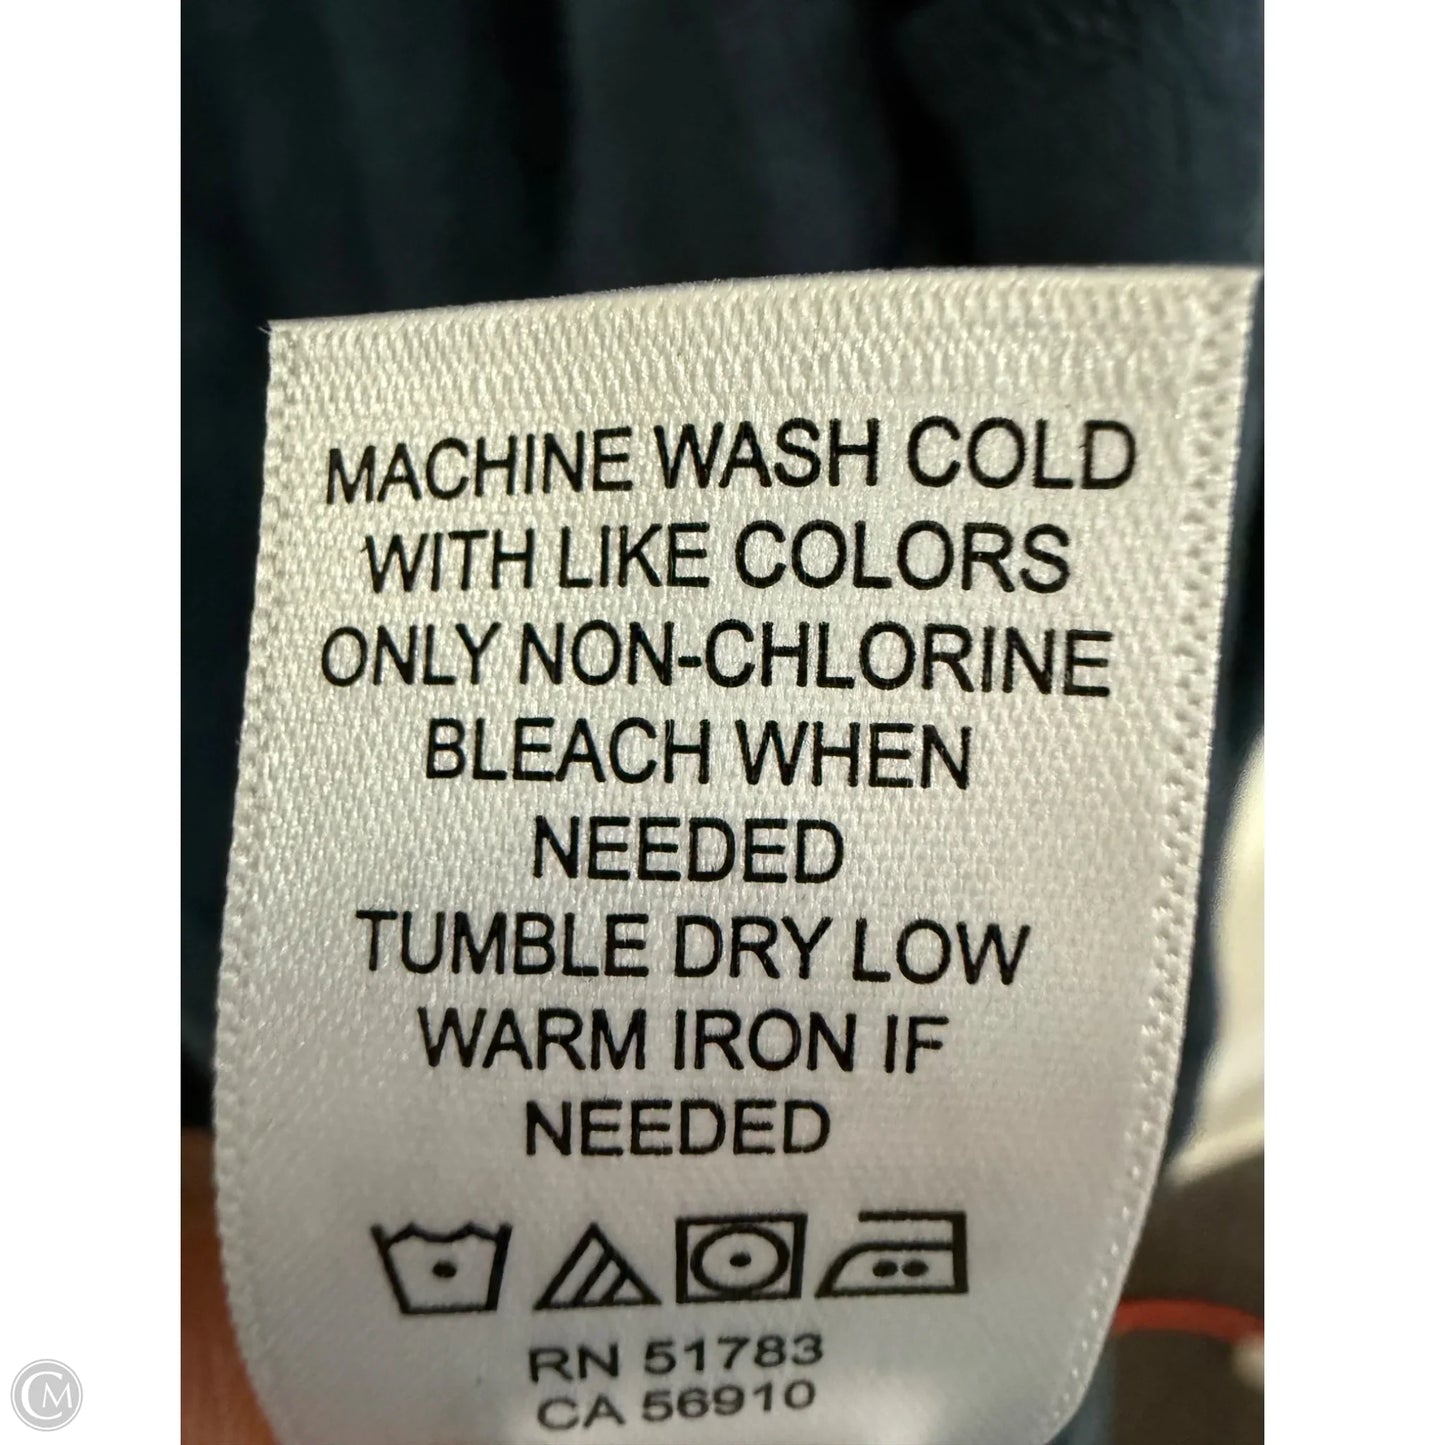 MACHINE WASH COLD
WITH LIKE COLORS
ONLY NON-CHLORINE
BLEACH WHEN
NEEDED
TUMBLE DRY LOW
WARM IRON IF
NEEDED
RN 51783
CA 56910
CM